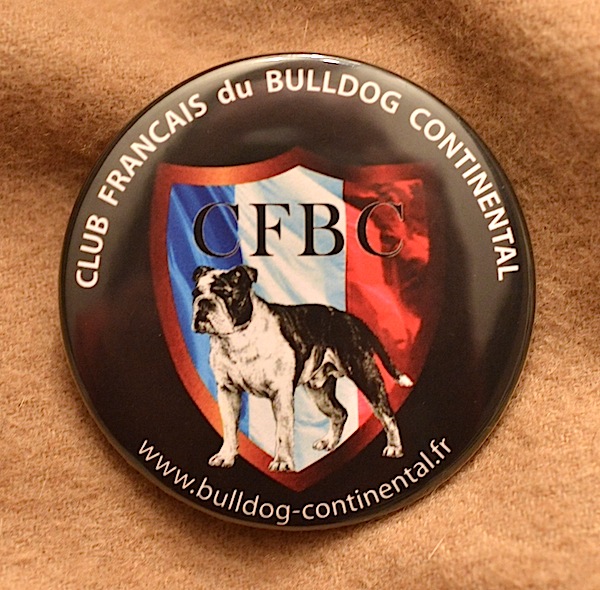 CLUB FRANCAIS du BULLDOG CONTINENTAL
CFBC
www.bulldog-continental.fr